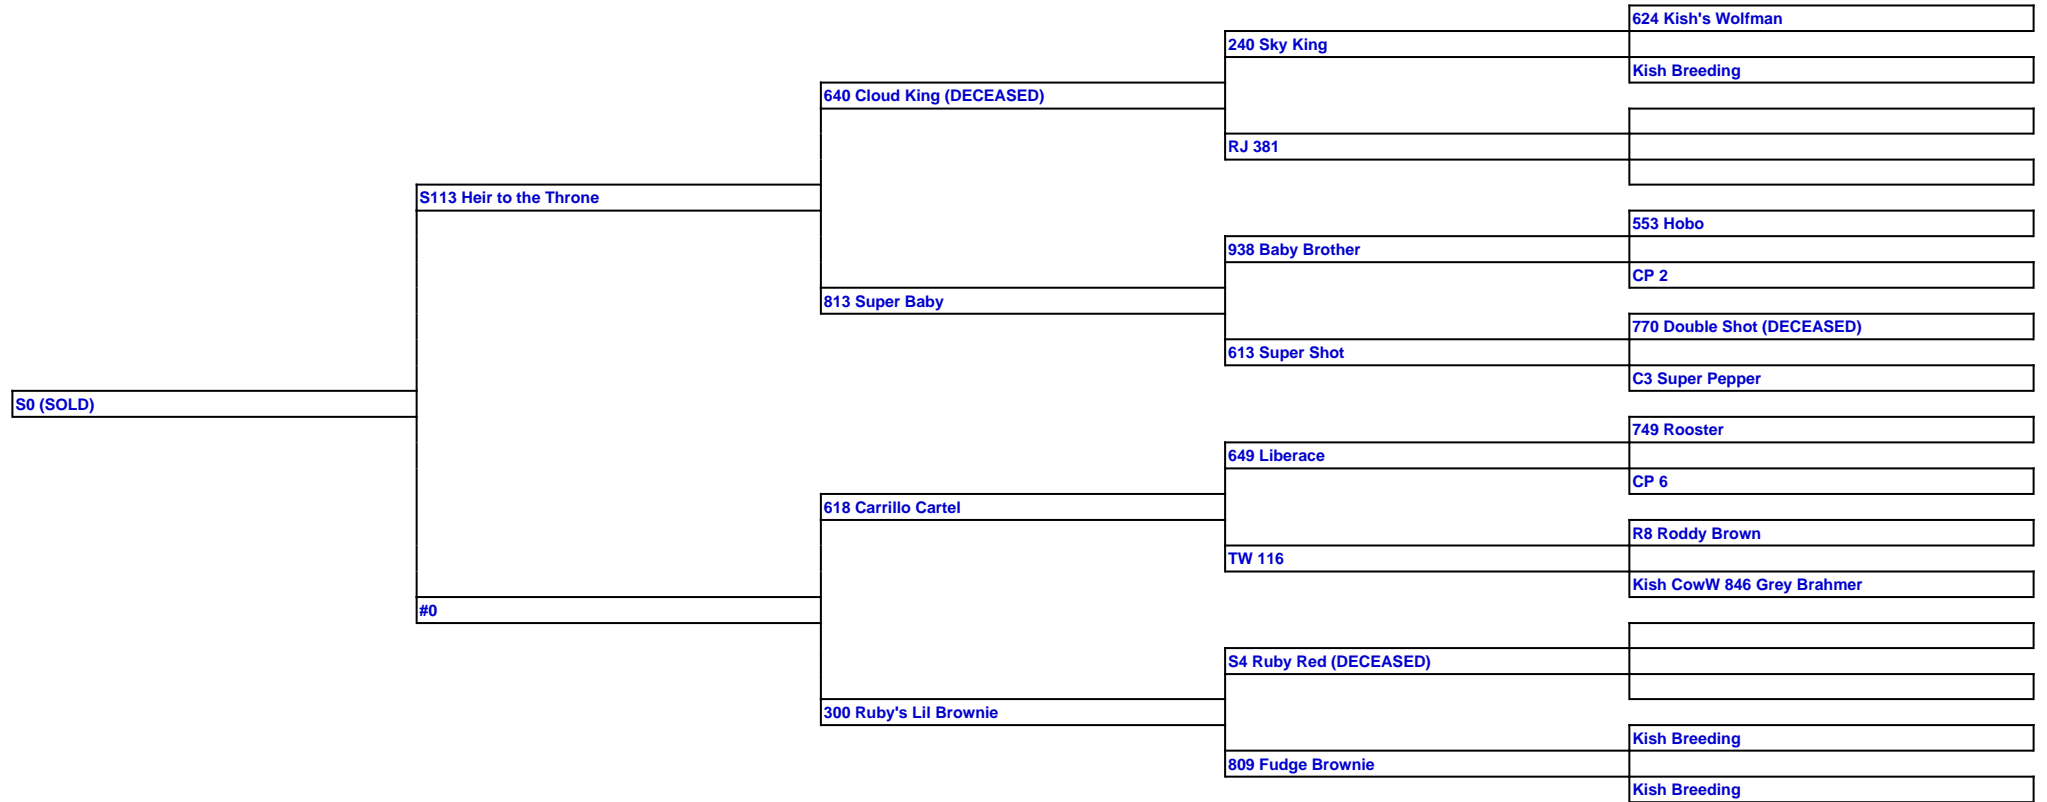 624 Kish's Wolfman
240 Sky King
Kish Breeding
640 Cloud King (DECEASED)
RJ 381
S113 Heir to the Throne
553 Hobo
938 Baby Brother
CP 2
813 Super Baby
770 Double Shot (DECEASED)
613 Super Shot
C3 Super Pepper
S0 (SOLD)
749 Rooster
649 Liberace
CP 6
618 Carrillo Cartel
R8 Roddy Brown
TW 116
Kish CowW 846 Grey Brahmer
#0
S4 Ruby Red (DECEASED)
300 Ruby's Lil Brownie
Kish Breeding
809 Fudge Brownie
Kish Breeding